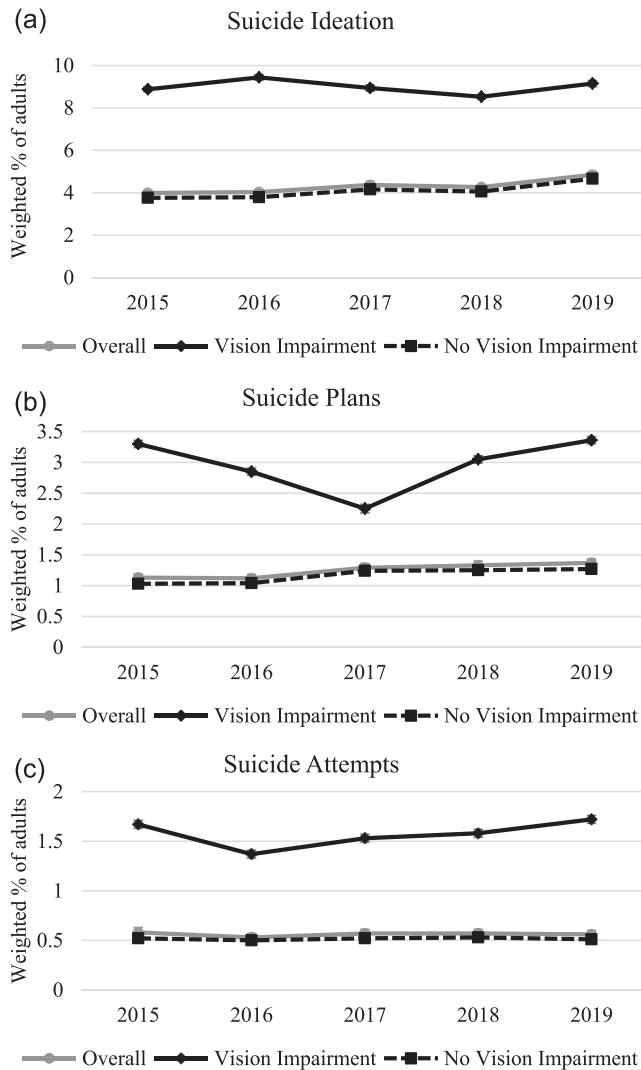 (a)
Suicide Ideation
Weighted % of adults
10
8
6
4
2
0
2015 2016 2017 2018 2019
Overall Vision Impairment No Vision Impairment
(b)
Suicide Plans
Weighted % of adults
3.5
3
2.5
2
1.5
1
0.5
0
2015 2016 2017 2018 2019
Overall Vision Impairment No Vision Impairment
(c)
Suicide Attempts
Weighted % of adults
2
1.5
1
0.5
0
2015 2016 2017 2018 2019
Overall Vision Impairment No Vision Impairment